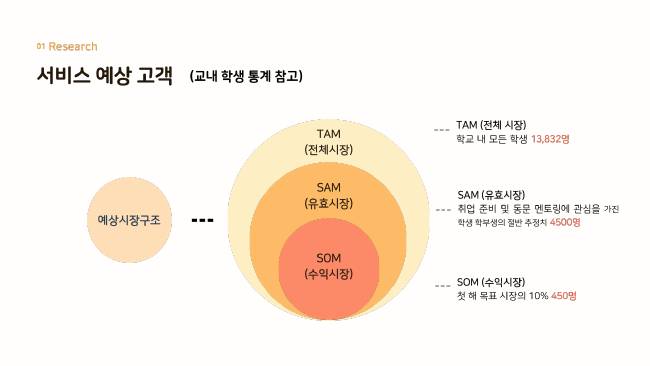 01 Research
서비스 예상 고객 (교내 학생 통계 참고)
예상시장구조
TAM
(전체시장)
SAM
(유효시장)
SOM
(수익시장)
TAM (전체 시장)
학교 내 모든 학생 13,832명
SAM (유효시장)
취업 준비 및 동문 멘토링에 관심을 가진
학생 학부생의 절반 추정치 4500명
SOM (수익시장)
첫 해 목표 시장의 10% 450명